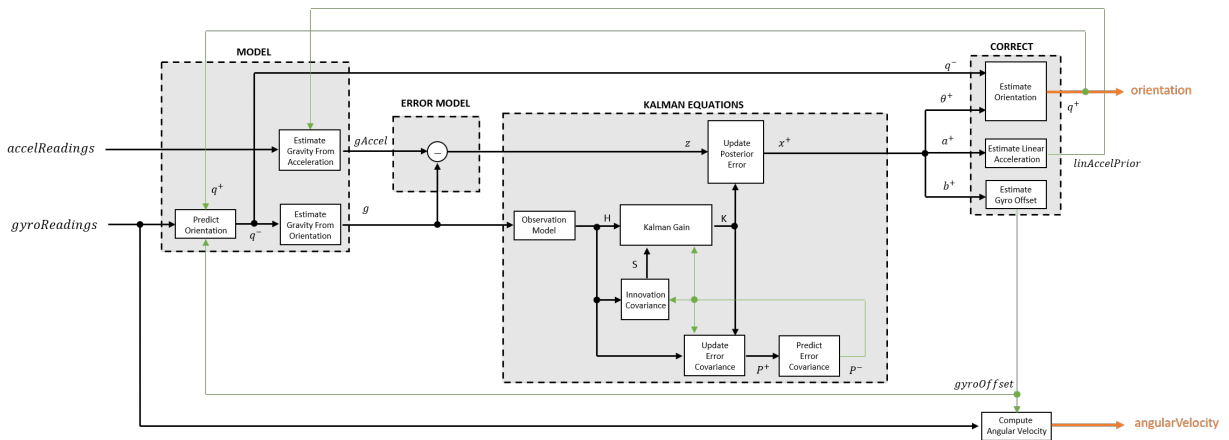 MODEL
CORRECT
ERROR MODEL
KALMAN EQUATIONS
q⁻
Estimate
Orientation
orientation
θ⁺
q⁺
accelReadings
Estimate
Gravity From
Acceleration
gAccel
−
z
Update
Posterior
Error
x⁺
a⁺
Estimate Linear
Acceleration
linAccelPrior
q⁺
b⁺
Estimate
Gyro Offset
gyroReadings
Predict
Orientation
q⁻
Estimate
Gravity From
Orientation
g
Observation
Model
H
Kalman Gain
K
S
Innovation
Covariance
Update
Error
Covariance
P⁺
Predict
Error
Covariance
P⁻
gyroOffset
Compute
Angular Velocity
angularVelocity